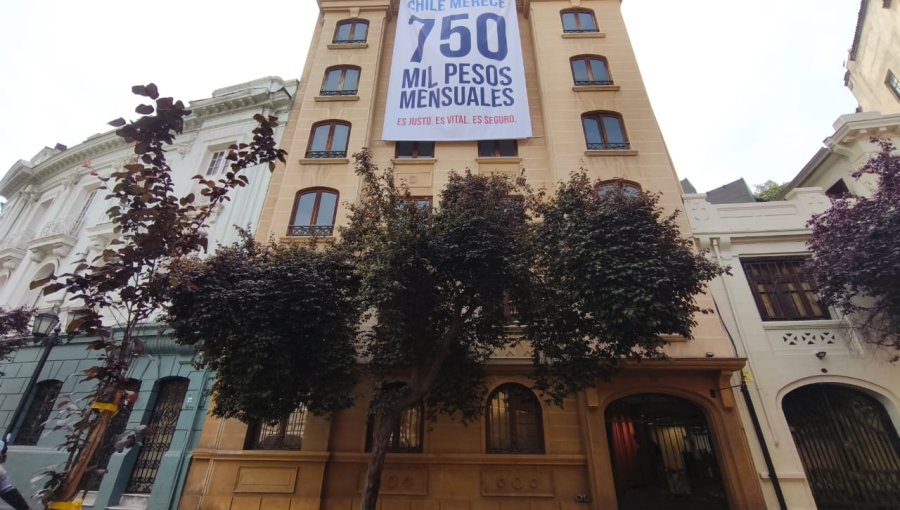 CHILE MERECE
750
MIL PESOS
MENSUALES
ES JUSTO. ES VITAL. ES SEGURO.